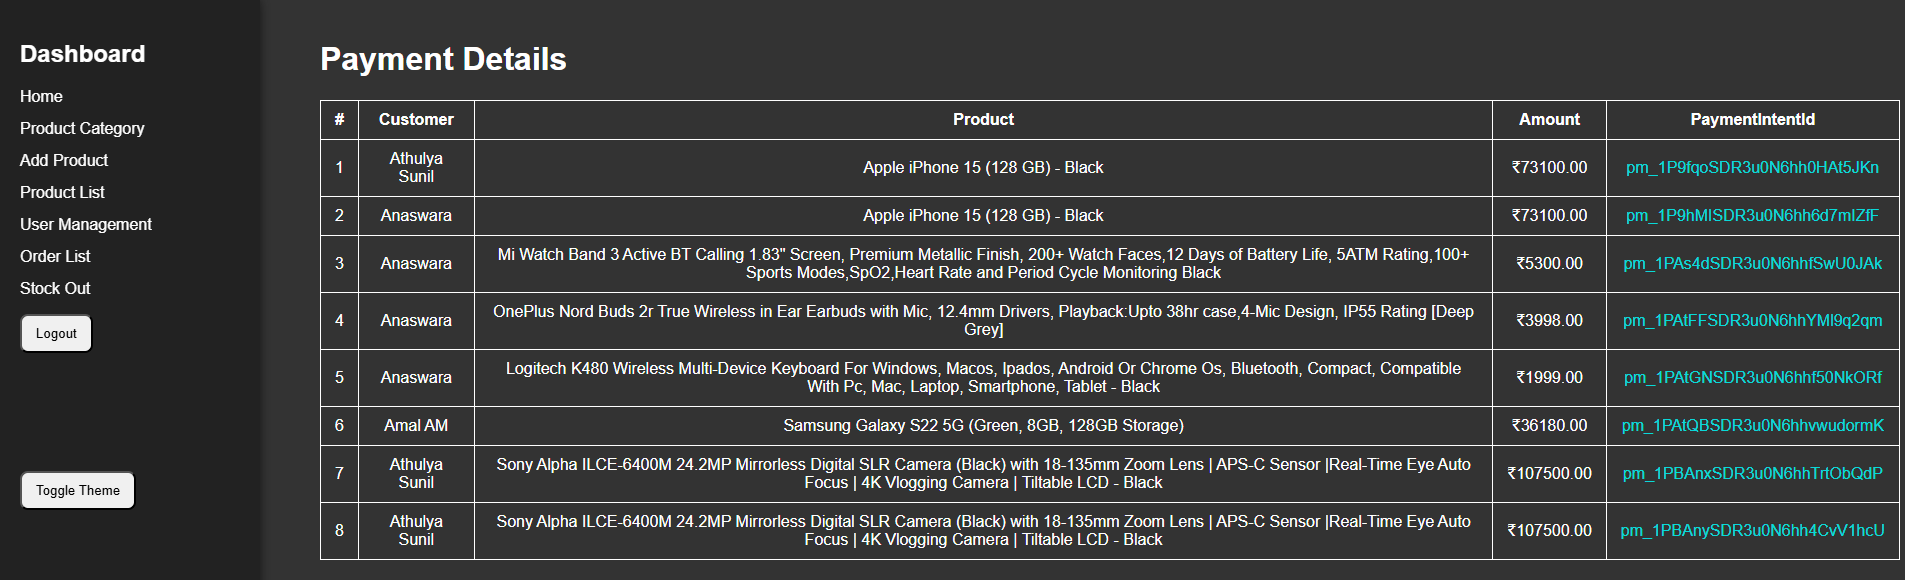 Dashboard
Home
Product Category
Add Product
Product List
User Management
Order List
Stock Out
Logout
Toggle Theme
Payment Details
# Customer Product Amount PaymentIntentId
1 Athulya Sunil Apple iPhone 15 (128 GB) - Black ₹73100.00 pm_1P9fqoSDR3u0N6hh0HAt5JKn
2 Anaswara Apple iPhone 15 (128 GB) - Black ₹73100.00 pm_1P9hMISDR3u0N6hh6d7mIZfF
3 Anaswara Mi Watch Band 3 Active BT Calling 1.83" Screen, Premium Metallic Finish, 200+ Watch Faces,12 Days of Battery Life, 5ATM Rating,100+
Sports Modes,SpO2,Heart Rate and Period Cycle Monitoring Black ₹5300.00 pm_1PAs4dSDR3u0N6hhfSwU0JAk
4 Anaswara OnePlus Nord Buds 2r True Wireless in Ear Earbuds with Mic, 12.4mm Drivers, Playback:Upto 38hr case,4-Mic Design, IP55 Rating [Deep
Grey] ₹3998.00 pm_1PAtFFSDR3u0N6hhYMl9q2qm
5 Anaswara Logitech K480 Wireless Multi-Device Keyboard For Windows, Macos, Ipados, Android Or Chrome Os, Bluetooth, Compact, Compatible
With Pc, Mac, Laptop, Smartphone, Tablet - Black ₹1999.00 pm_1PAtGNSDR3u0N6hhf50NkORf
6 Amal AM Samsung Galaxy S22 5G (Green, 8GB, 128GB Storage) ₹36180.00 pm_1PAtQBSDR3u0N6hhvwudormK
7 Athulya Sunil Sony Alpha ILCE-6400M 24.2MP Mirrorless Digital SLR Camera (Black) with 18-135mm Zoom Lens | APS-C Sensor |Real-Time Eye Auto
Focus | 4K Vlogging Camera | Tiltable LCD - Black ₹107500.00 pm_1PBAnxSDR3u0N6hhTrtObQdP
8 Athulya Sunil Sony Alpha ILCE-6400M 24.2MP Mirrorless Digital SLR Camera (Black) with 18-135mm Zoom Lens | APS-C Sensor |Real-Time Eye Auto
Focus | 4K Vlogging Camera | Tiltable LCD - Black ₹107500.00 pm_1PBAnySDR3u0N6hh4CvV1hcU